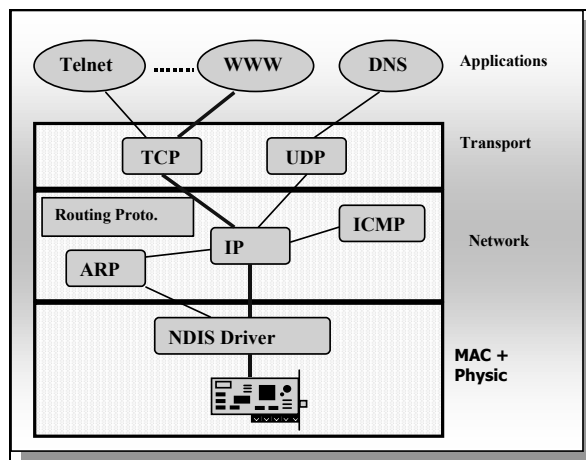 Telnet
WWW
DNS
Applications
TCP
UDP
Transport
Routing Proto.
IP
ICMP
Network
ARP
NDIS Driver
MAC +
Physic